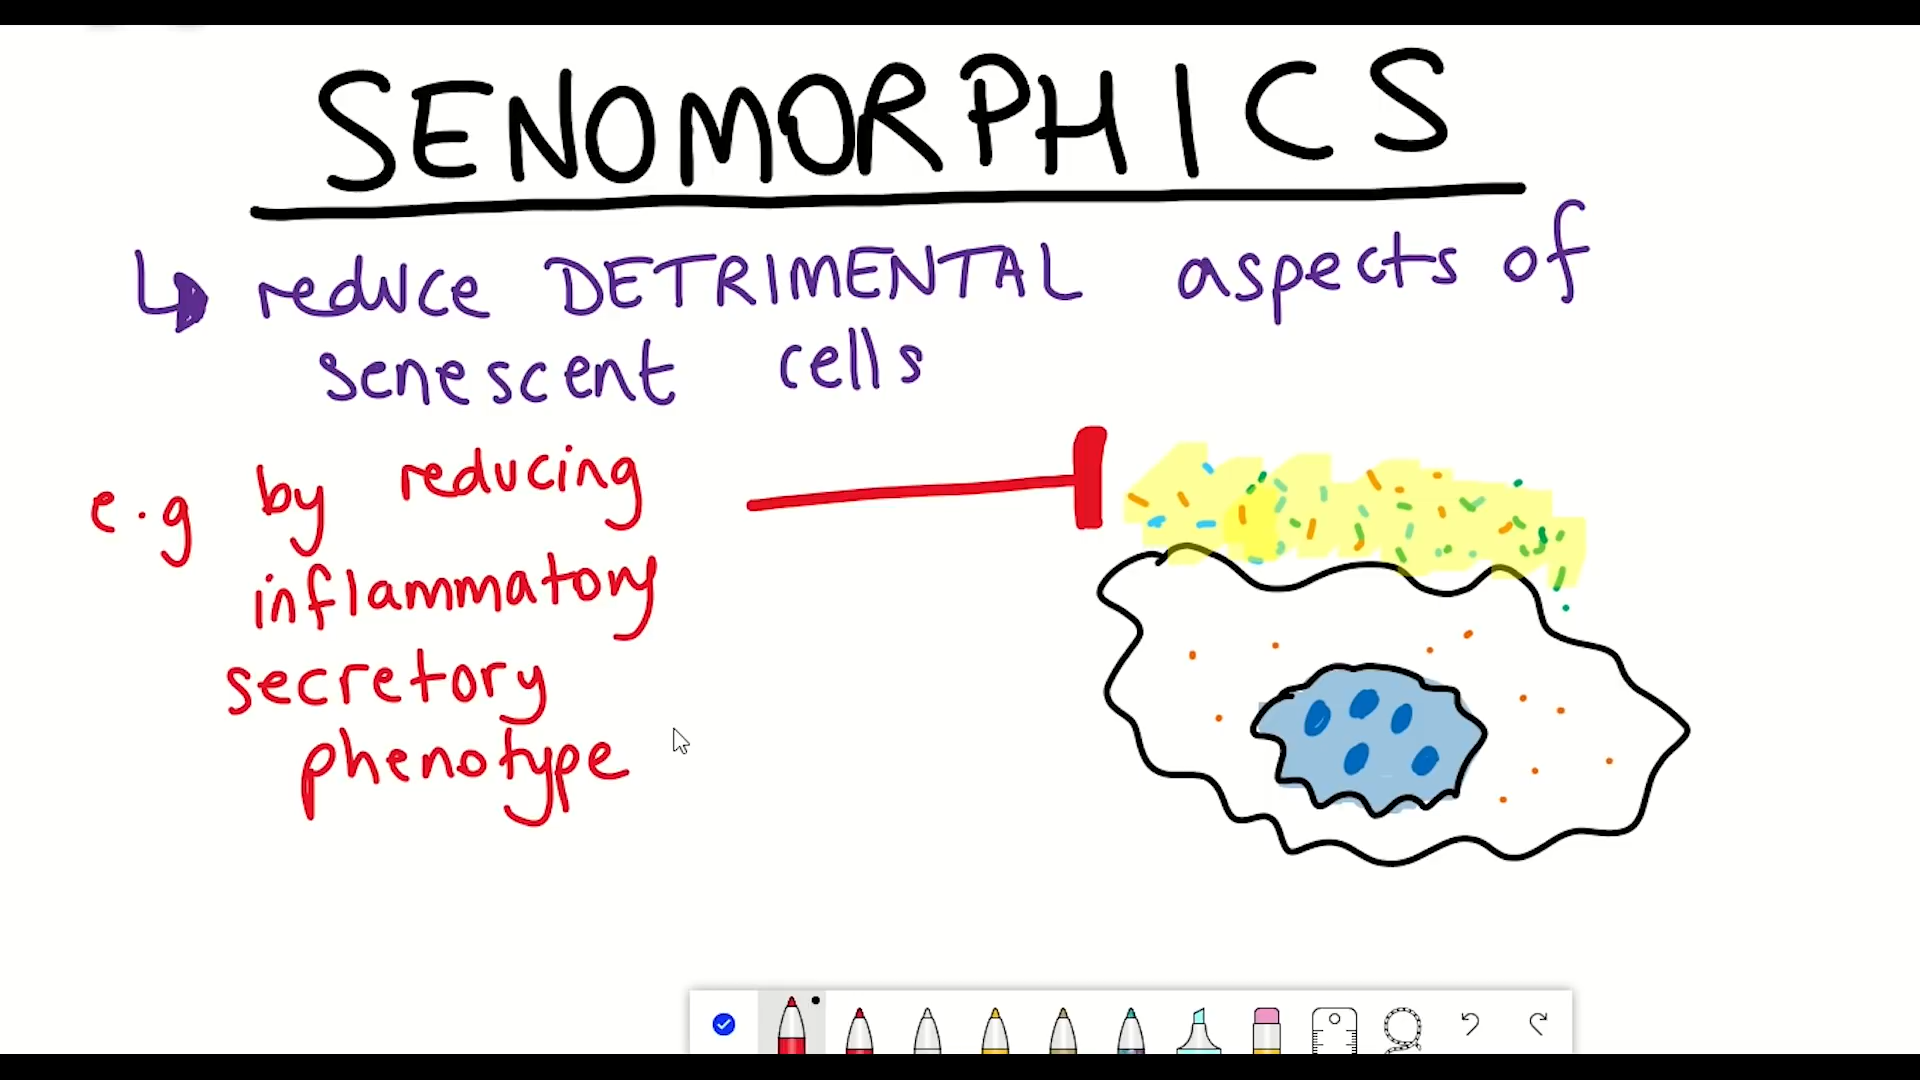 SENOMORPHICS
↳ reduce DETRIMENTAL aspects of
senescent cells
e.g by reducing
inflammatory
secretory
phenotype